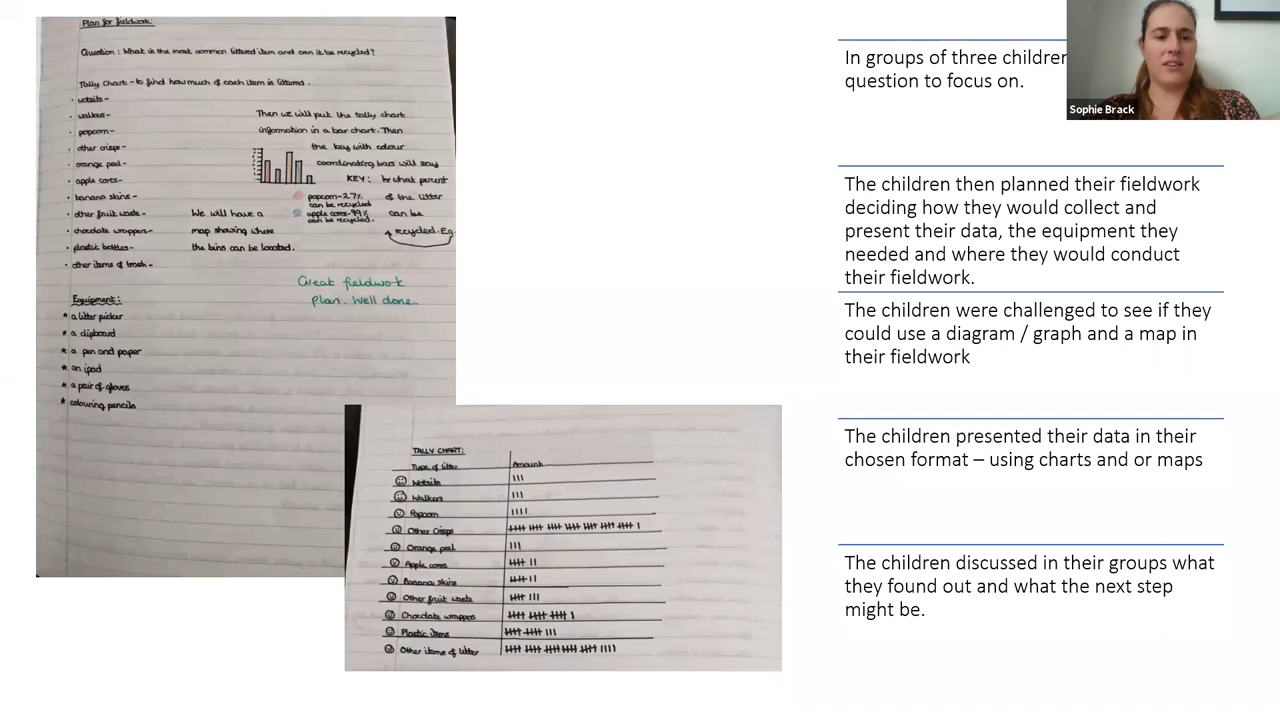 Plan for fieldwork.
Question: What is the most common littered item and can it be recycled?
Tally Chart - to find how much of each item is littered.
• wotsits -
• walkers -
• popcorn -
• other crisps -
• orange peel -
• apple cores -
• banana skins -
• other fruit waste -
• chocolate wrappers -
• plastic bottles -
• other items of trash -
Then we will put the tally chart
information in a bar chart. Then
the key with colour
coordinating bars will say
KEY:
what percent
popcorn - 2.7%
can be recycled
apple cores - 99%
can be recycled.
of the litter
can be
recycled. Eg.
We will have a
map showing where
the bins can be located.
Great fieldwork
plan. Well done.
Equipment:
* a litter picker
* a clipboard
* a pen and paper
* an ipad
* a pair of gloves
* colouring pencils
TALLY CHART:
Type of litter Amount
Wotsits
Walkers
Popcorn
Other Crisps
Orange peel
Apple cores
Banana skins
Other fruit waste
Chocolate wrappers
Plastic items
Other items of litter
In groups of three children
question to focus on.
Sophie Brack
The children then planned their fieldwork
deciding how they would collect and
present their data, the equipment they
needed and where they would conduct
their fieldwork.
The children were challenged to see if they
could use a diagram / graph and a map in
their fieldwork
The children presented their data in their
chosen format – using charts and or maps
The children discussed in their groups what
they found out and what the next step
might be.